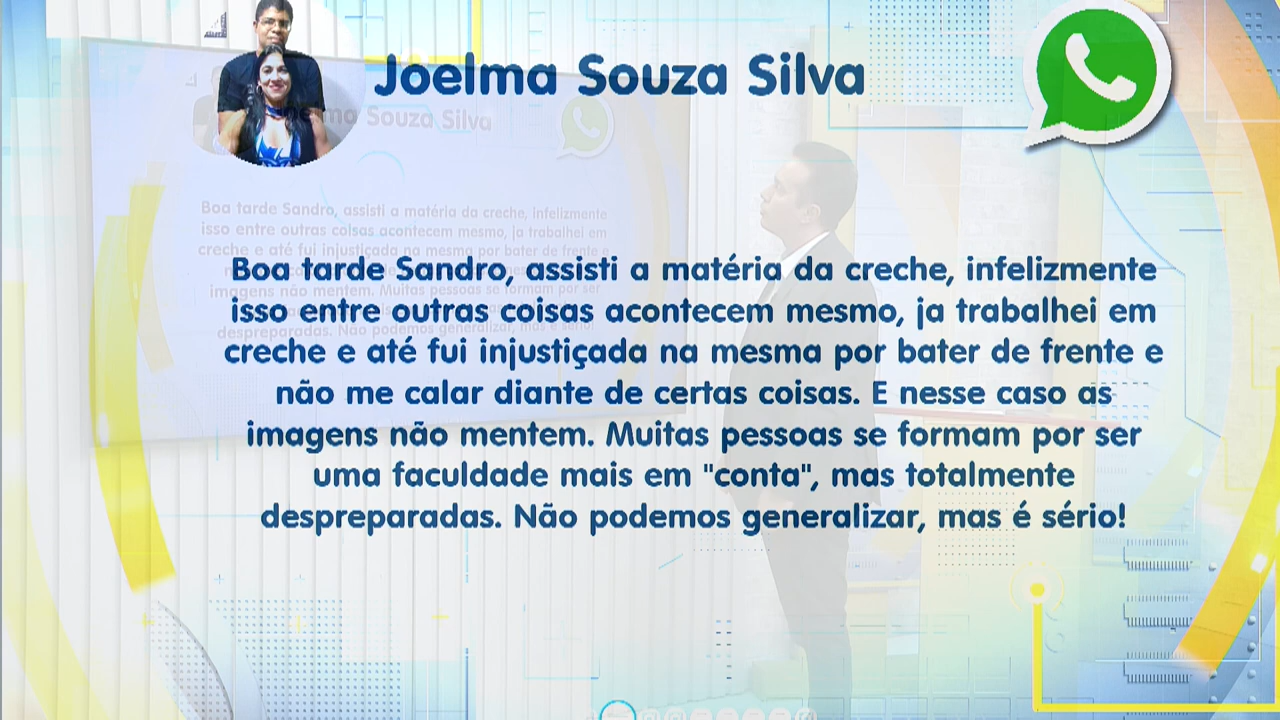 Joelma Souza Silva
Boa tarde Sandro, assisti a matéria da creche, infelizmente
isso entre outras coisas acontecem mesmo, ja trabalhei em
creche e até fui injustiçada na mesma por bater de frente e
não me calar diante de certas coisas. E nesse caso as
imagens não mentem. Muitas pessoas se formam por ser
uma faculdade mais em "conta", mas totalmente
despreparadas. Não podemos generalizar, mas é sério!